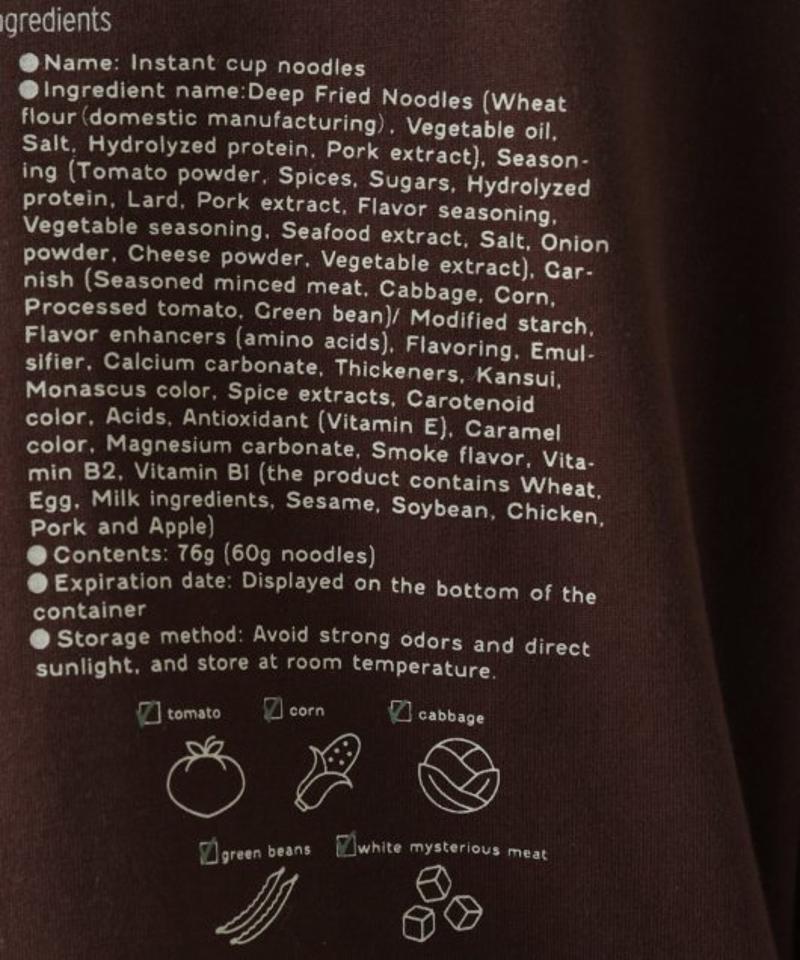 ngredients
●Name: Instant cup noodles
●Ingredient name:Deep Fried Noodles (Wheat
flour(domestic manufacturing), Vegetable oil,
Salt, Hydrolyzed protein, Pork extract), Season-
ing (Tomato powder, Spices, Sugars, Hydrolyzed
protein, Lard, Pork extract, Flavor seasoning,
Vegetable seasoning, Seafood extract, Salt, Onion
powder, Cheese powder, Vegetable extract), Gar-
nish (Seasoned minced meat, Cabbage, Corn,
Processed tomato, Green bean)/ Modified starch,
Flavor enhancers (amino acids), Flavoring, Emul-
sifier, Calcium carbonate, Thickeners, Kansui,
Monascus color, Spice extracts, Carotenoid
color, Acids, Antioxidant (Vitamin E), Caramel
color, Magnesium carbonate, Smoke flavor, Vita-
min B2, Vitamin B1 (the product contains Wheat,
Egg, Milk ingredients, Sesame, Soybean, Chicken,
Pork and Apple)
●Contents: 76g (60g noodles)
●Expiration date: Displayed on the bottom of the
container
●Storage method: Avoid strong odors and direct
sunlight, and store at room temperature.
tomato corn cabbage
green beans white mysterious meat